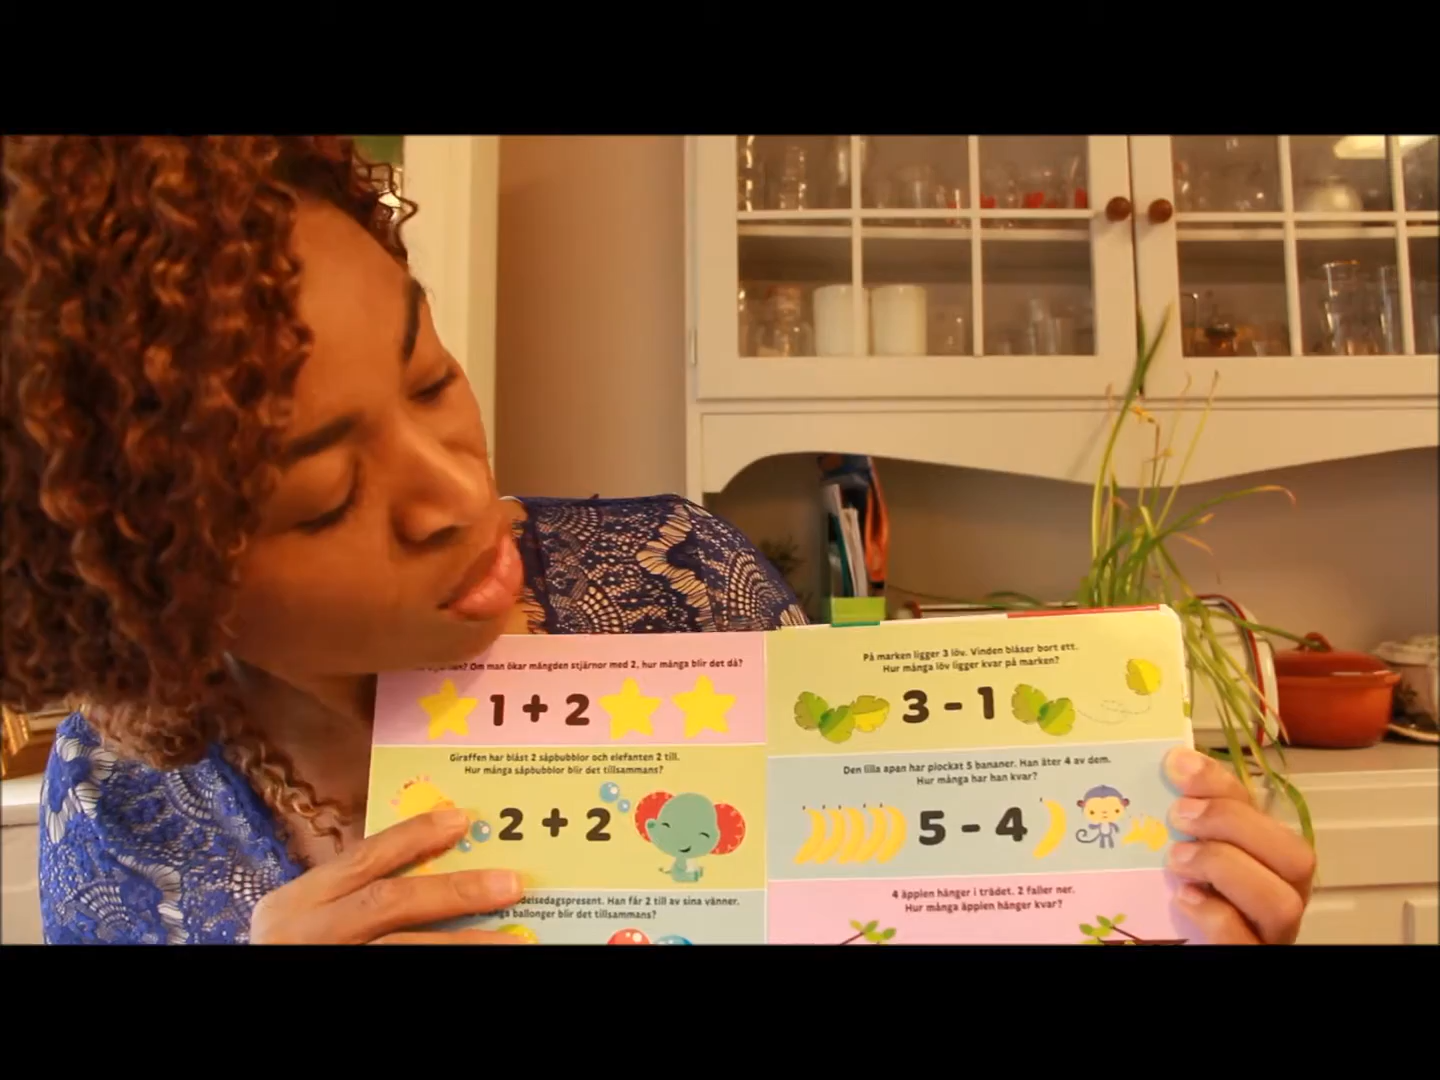 Om man ökar mängden stjärnor med 2, hur många blir det då?
1 + 2
Giraffen har blåst 2 såpbubblor och elefanten 2 till.
Hur många såpbubblor blir det tillsammans?
2 + 2
Han får 2 till av sina vänner.
ballonger blir det tillsammans?
På marken ligger 3 löv. Vinden blåser bort ett.
Hur många löv ligger kvar på marken?
3 - 1
Den lilla apan har plockat 5 bananer. Han äter 4 av dem.
Hur många har han kvar?
5 - 4
4 äpplen hänger i trädet. 2 faller ner.
Hur många äpplen hänger kvar?